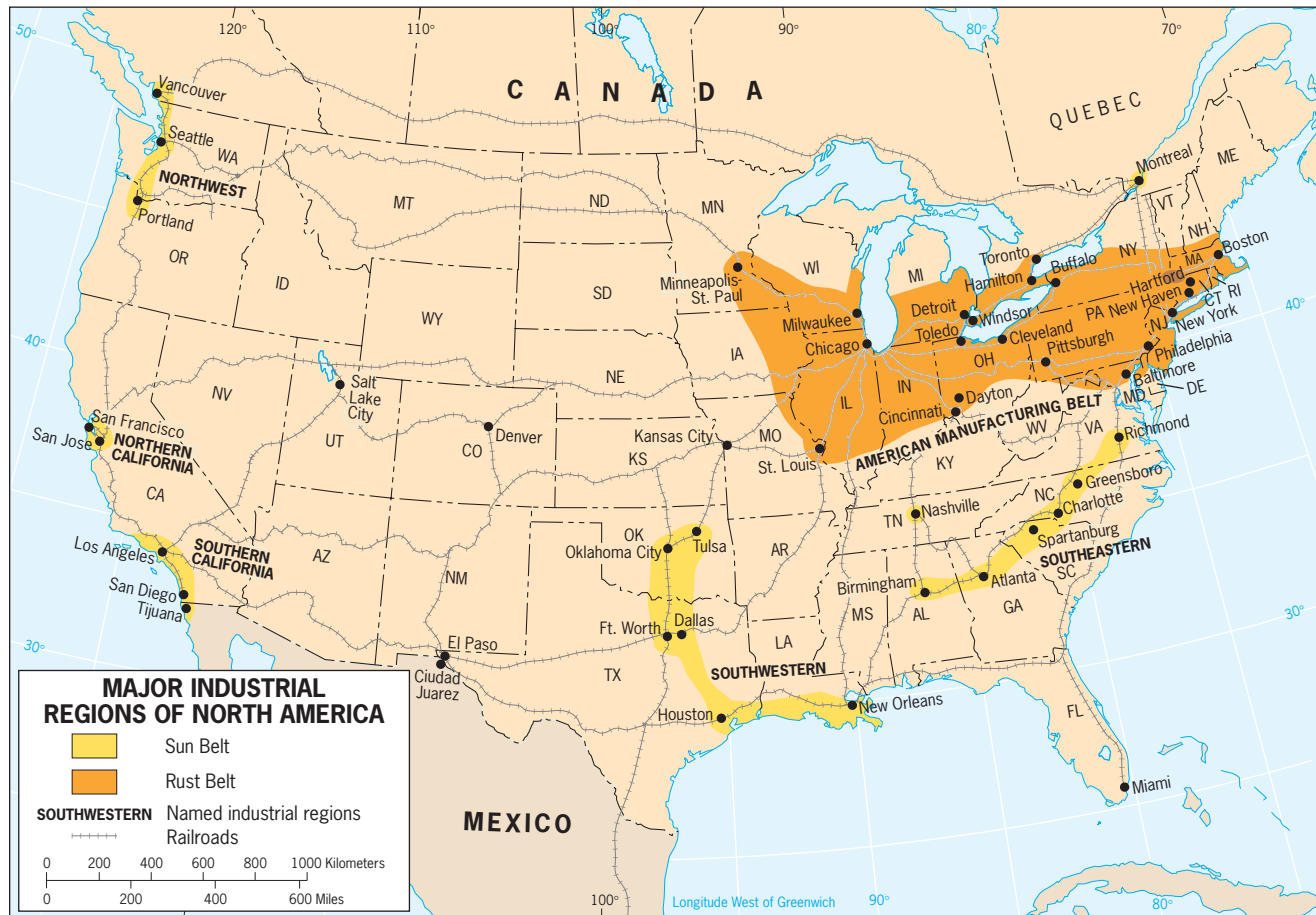 120°
110°
100°
90°
80°
70°
50°
CANADA
QUEBEC
Vancouver
Seattle
WA
NORTHWEST
Portland
OR
ID
MT
ND
MN
SD
WY
Minneapolis-
St. Paul
WI
MI
Montreal
ME
VT
NH
NY
MA
Boston
Toronto
Hamilton
Buffalo
Hartford
New Haven
CT
RI
40°
Detroit
Windsor
Milwaukee
Chicago
Toledo
Cleveland
PA
Pittsburgh
NJ
New York
Philadelphia
Baltimore
MD
DE
OH
IN
IL
IA
Dayton
Cincinnati
AMERICAN MANUFACTURING BELT
40°
NV
Salt
Lake
City
UT
NE
Denver
CO
KS
Kansas City
MO
St. Louis
KY
WV
VA
Richmond
San Francisco
San Jose
NORTHERN
CALIFORNIA
CA
Los Angeles
SOUTHERN
CALIFORNIA
San Diego
Tijuana
AZ
NM
OK
Oklahoma City
Tulsa
AR
TN
Nashville
NC
Greensboro
Charlotte
Spartanburg
SOUTHEASTERN
SC
Birmingham
Atlanta
MS
AL
GA
30°
El Paso
Ciudad
Juarez
Ft. Worth
Dallas
TX
LA
SOUTHWESTERN
Houston
New Orleans
FL
Miami
30°
MEXICO
100°
90°
80°
Longitude West of Greenwich
MAJOR INDUSTRIAL
REGIONS OF NORTH AMERICA
Sun Belt
Rust Belt
SOUTHWESTERN Named industrial regions
Railroads
0 200 400 600 800 1000 Kilometers
0 200 400 600 Miles